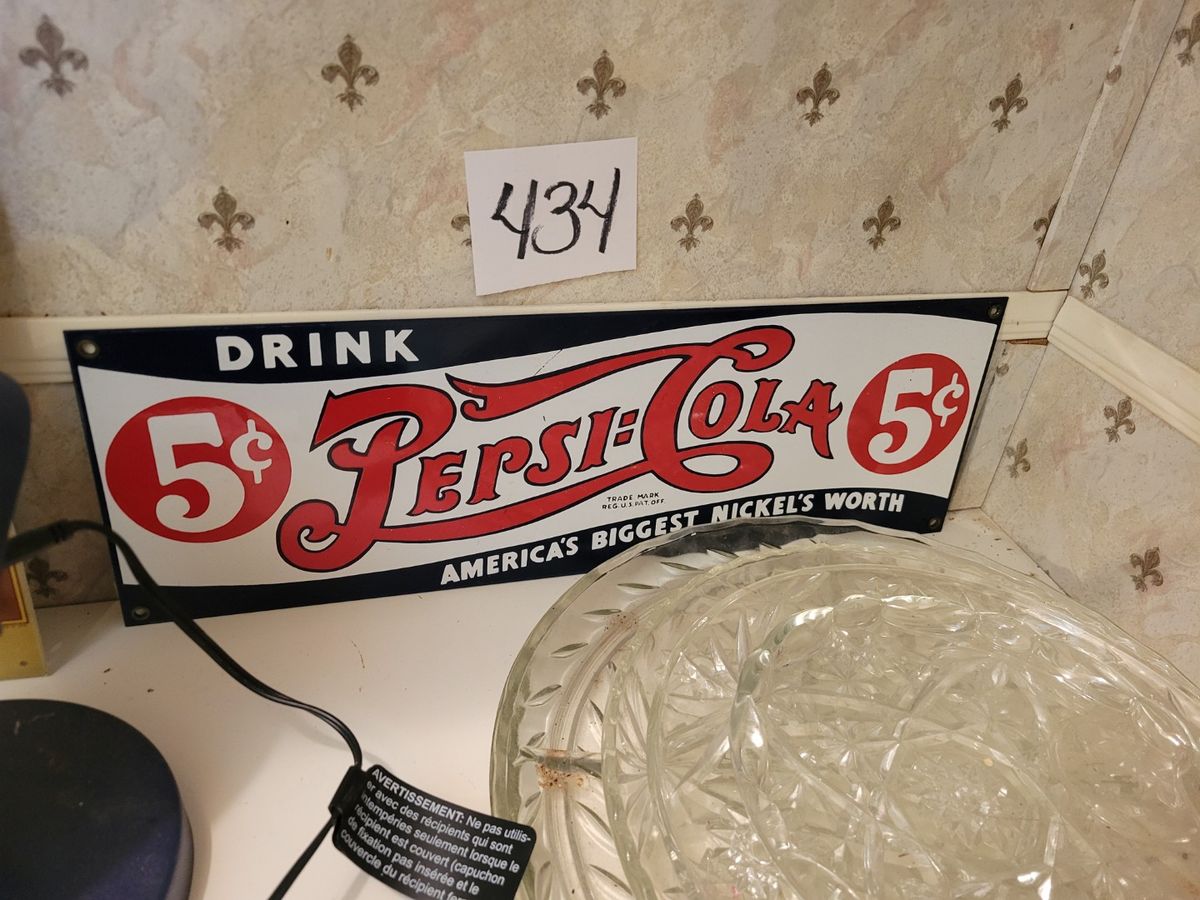 434
DRINK
5¢ PEPSI=COLA 5¢
TRADE MARK
REG. U.S. PAT. OFF.
AMERICA'S BIGGEST NICKEL'S WORTH
AVERTISSEMENT: Ne pas utilis-
er avec des récipients qui sont
intempéries seulement lorsque le
récipient est couvert (capuchon
de fixation pas insérée et le
couvercle du récipient